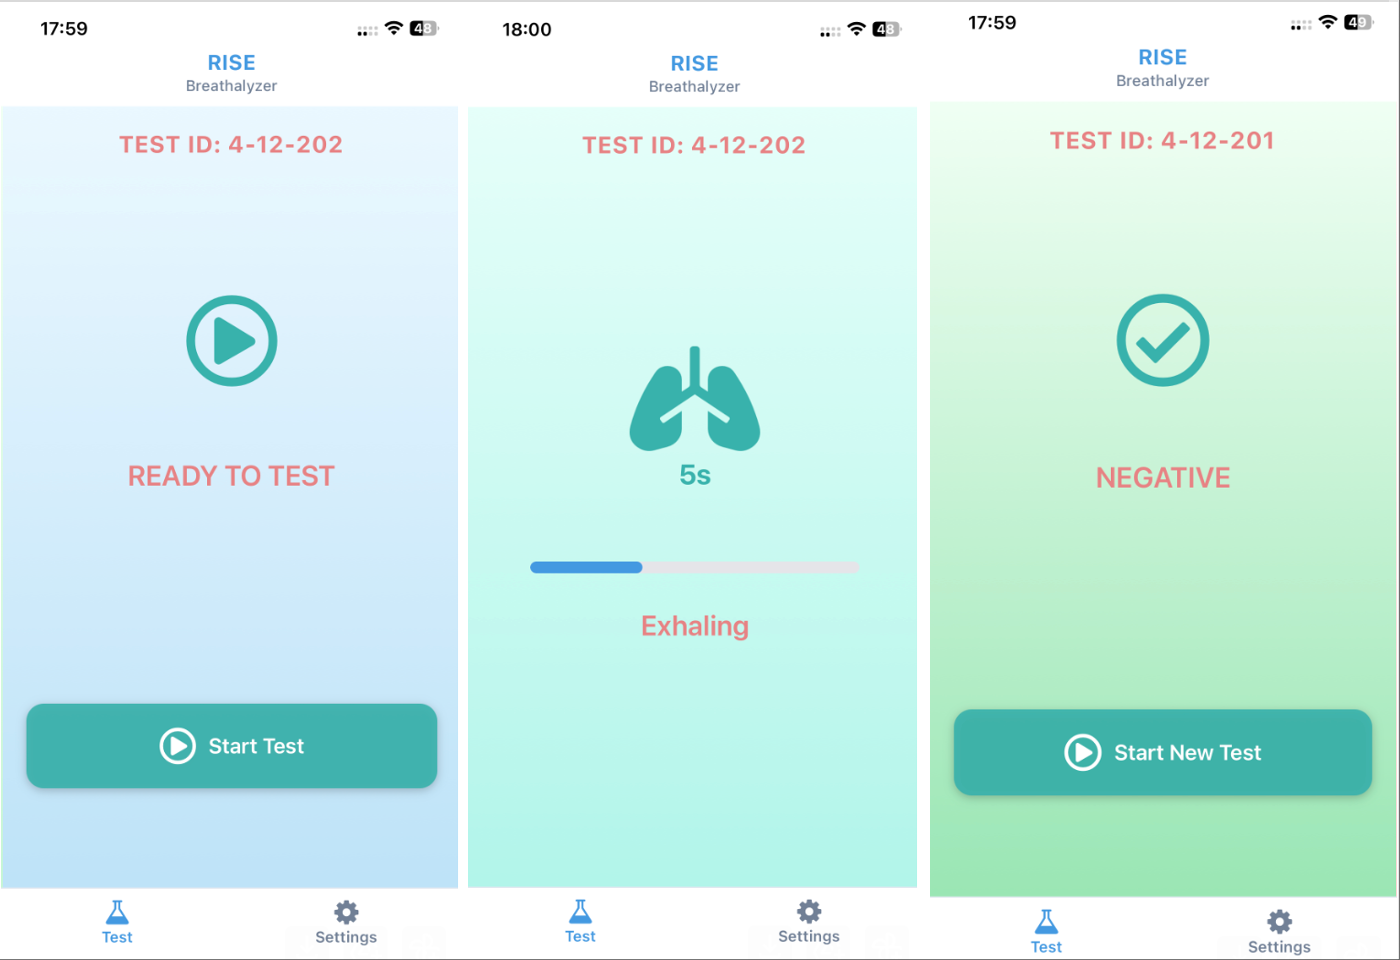 17:59
48
RISE
Breathalyzer
TEST ID: 4-12-202
READY TO TEST
Start Test
Test
Settings
18:00
48
RISE
Breathalyzer
TEST ID: 4-12-202
5s
Exhaling
Test
Settings
17:59
49
RISE
Breathalyzer
TEST ID: 4-12-201
NEGATIVE
Start New Test
Test
Settings